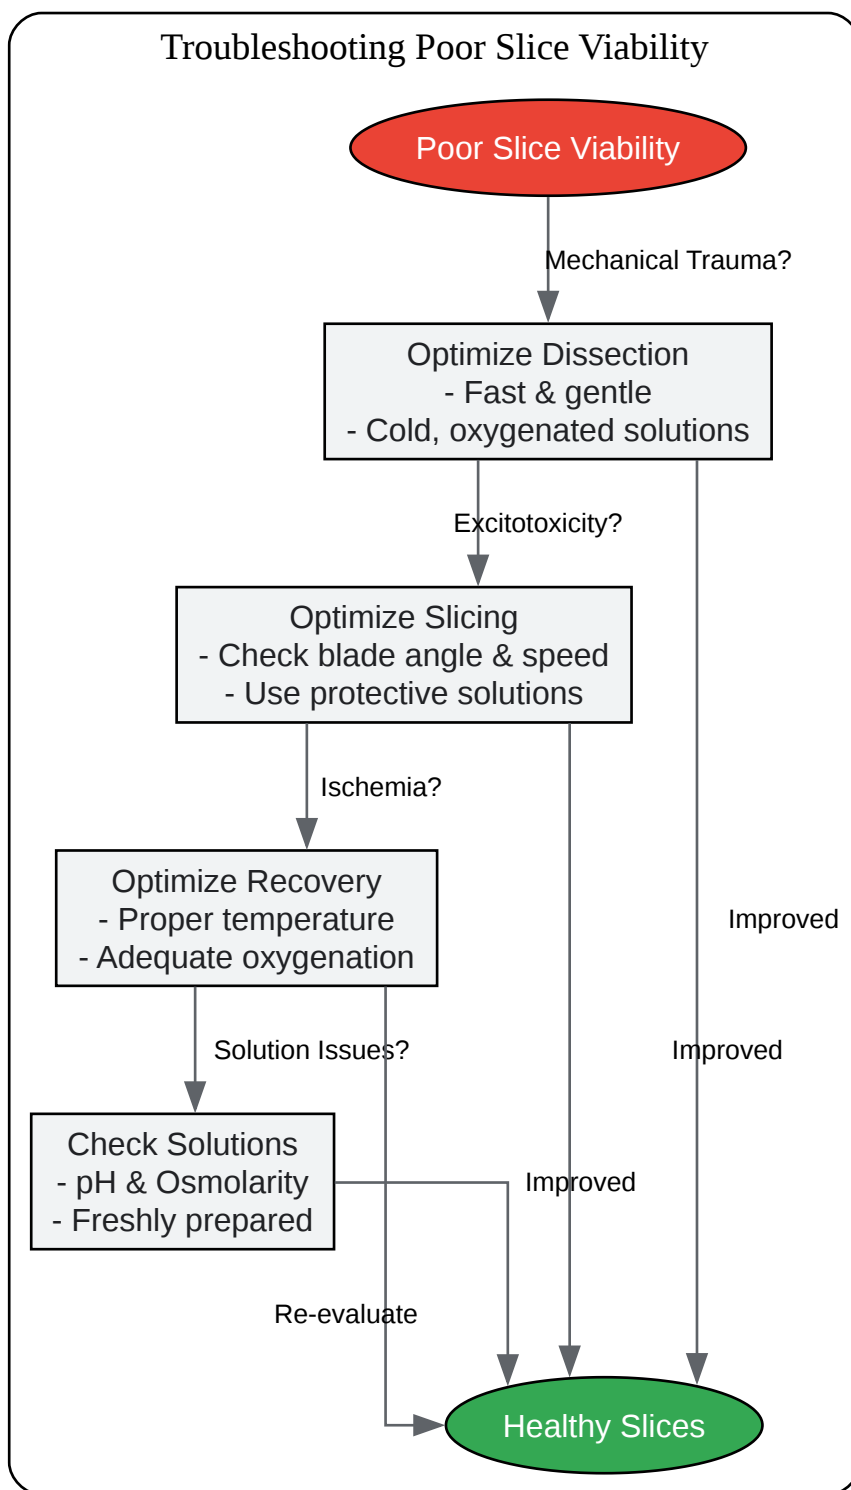 Troubleshooting Poor Slice Viability
Poor Slice Viability
Mechanical Trauma?
Optimize Dissection
- Fast & gentle
- Cold, oxygenated solutions
Excitotoxicity?
Optimize Slicing
- Check blade angle & speed
- Use protective solutions
Ischemia?
Optimize Recovery
- Proper temperature
- Adequate oxygenation
Improved
Solution Issues?
Improved
Check Solutions
- pH & Osmolarity
- Freshly prepared
Improved
Re-evaluate
Healthy Slices